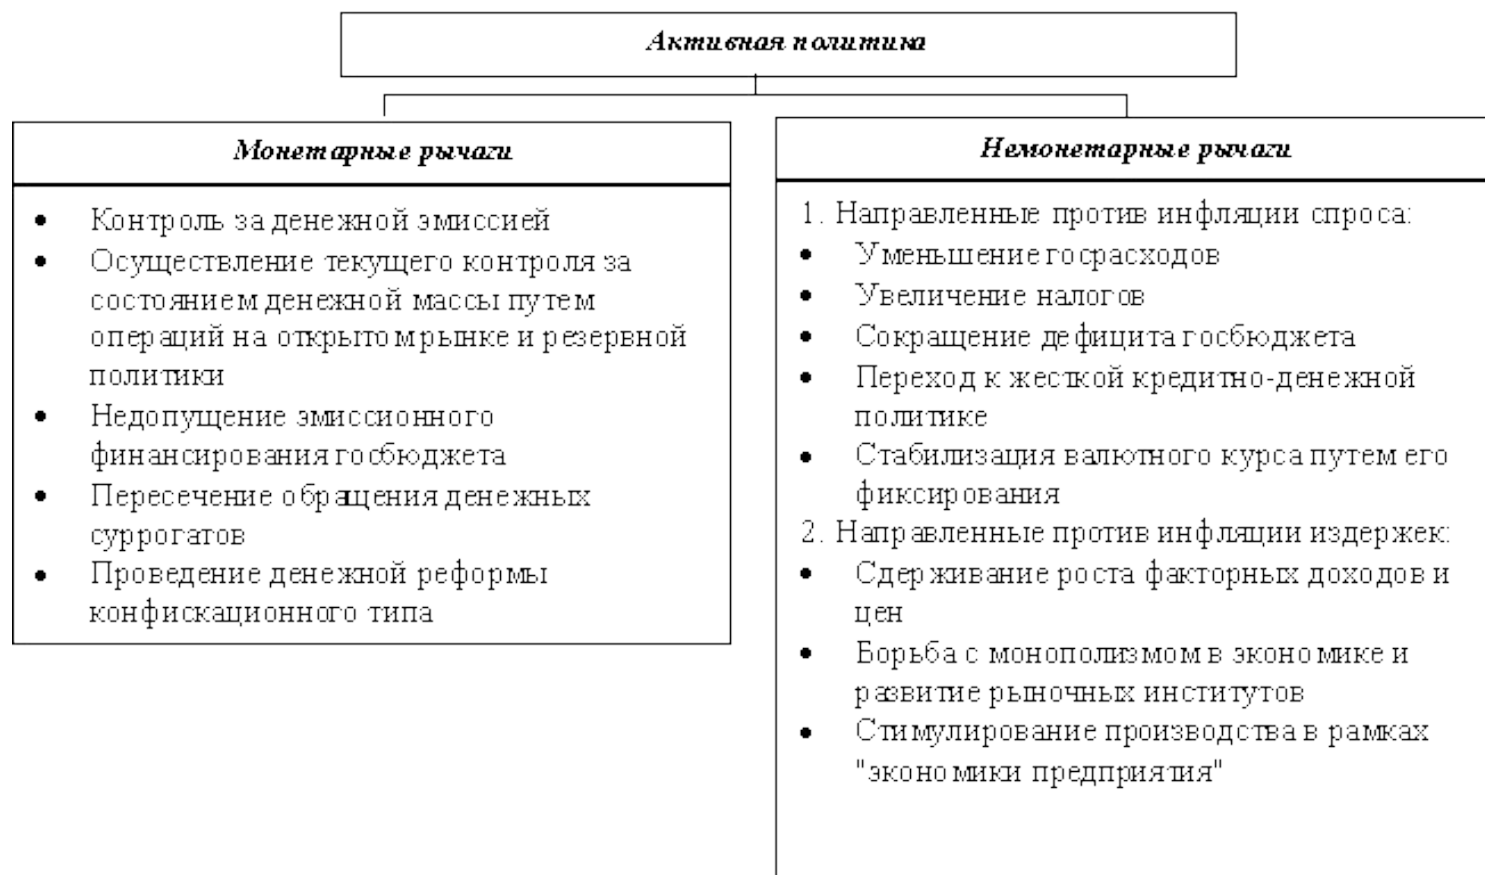 Активная политика
Монетарные рычаги
• Контроль за денежной эмиссией
• Осуществление текущего контроля за
состоянием денежной массы путем
операций на открытом рынке и резервной
политики
• Недопущение эмиссионного
финансирования госбюджета
• Пересечение обращения денежных
суррогатов
• Проведение денежной реформы
конфискационного типа
Немонетарные рычаги
1. Направленные против инфляции спроса:
• Уменьшение госрасходов
• Увеличение налогов
• Сокращение дефицита госбюджета
• Переход к жесткой кредитно-денежной
политике
• Стабилизация валютного курса путем его
фиксирования
2. Направленные против инфляции издержек:
• Сдерживание роста факторных доходов и
цен
• Борьба с монополизмом в экономике и
развитие рыночных институтов
• Стимулирование производства в рамках
"экономики предприятия"